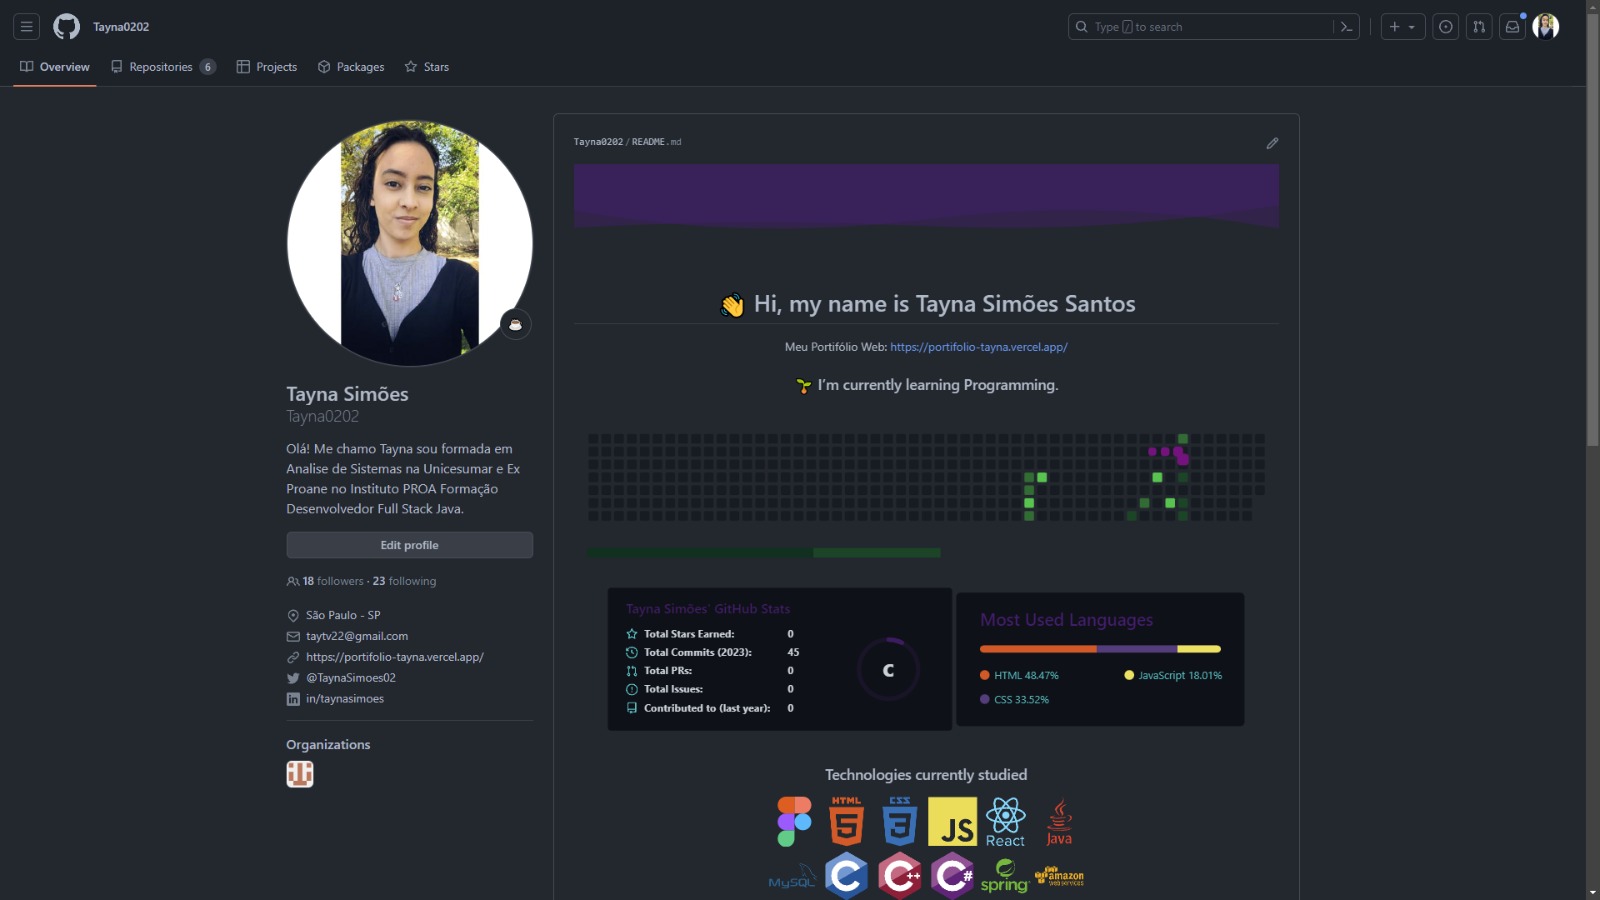 Tayna0202
Type / to search
Overview
Repositories 6
Projects
Packages
Stars
Tayna Simões
Tayna0202
Olá! Me chamo Tayna sou formada em
Analise de Sistemas na Unicesumar e Ex
Proane no Instituto PROA Formação
Desenvolvedor Full Stack Java.
Edit profile
18 followers · 23 following
São Paulo - SP
taytv22@gmail.com
https://portifolio-tayna.vercel.app/
@TaynaSimoes02
in/taynasimoes
Organizations
Tayna0202/README.md
👋 Hi, my name is Tayna Simões Santos
Meu Portifólio Web: https://portifolio-tayna.vercel.app/
🌱 I'm currently learning Programming.
Tayna Simões' GitHub Stats
Total Stars Earned: 0
Total Commits (2023): 45
Total PRs: 0
Total Issues: 0
Contributed to (last year): 0
C
Most Used Languages
HTML 48.47%
JavaScript 18.01%
CSS 33.52%
Technologies currently studied
HTML 5
CSS 3
JS
React
Java
MySQL
C
C++
C#
spring
amazon
web services